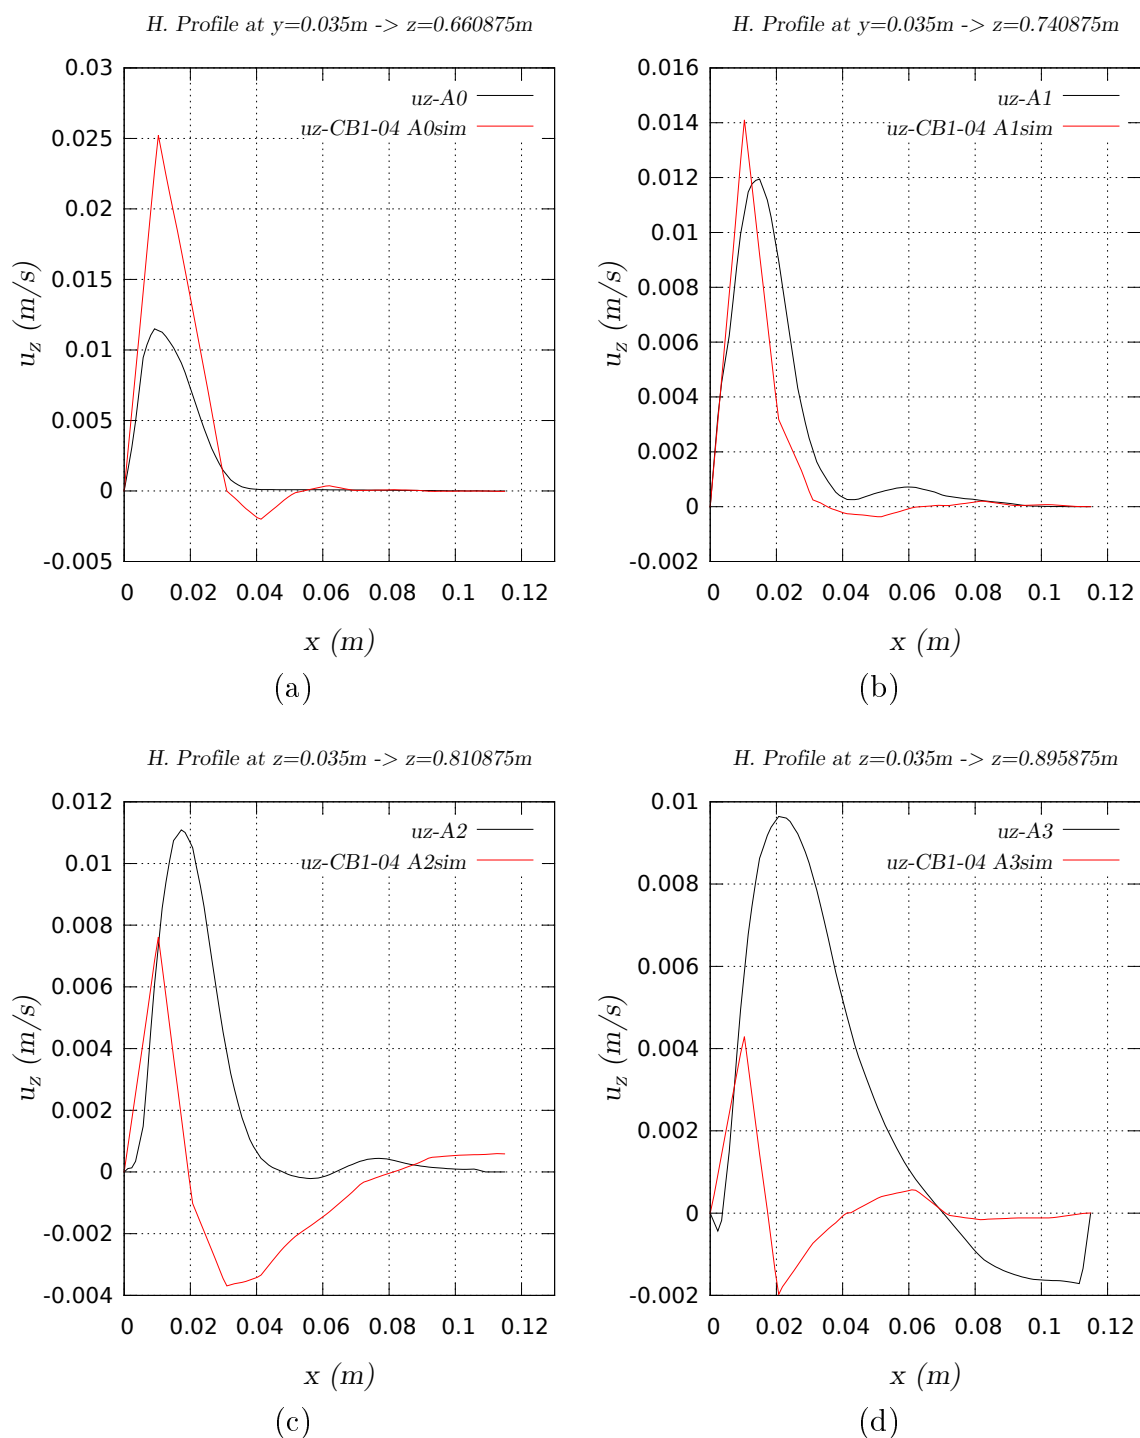 H. Profile at y=0.035m -> z=0.660875m
0.03
0.025
0.02
0.015
0.01
0.005
0
-0.005
uz-A0
uz-CB1-04 A0sim
u_z (m/s)
0 0.02 0.04 0.06 0.08 0.1 0.12
x (m)
(a)
H. Profile at y=0.035m -> z=0.740875m
0.016
0.014
0.012
0.01
0.008
0.006
0.004
0.002
0
-0.002
uz-A1
uz-CB1-04 A1sim
u_z (m/s)
0 0.02 0.04 0.06 0.08 0.1 0.12
x (m)
(b)
H. Profile at z=0.035m -> z=0.810875m
0.012
0.01
0.008
0.006
0.004
0.002
0
-0.002
-0.004
uz-A2
uz-CB1-04 A2sim
u_z (m/s)
0 0.02 0.04 0.06 0.08 0.1 0.12
x (m)
(c)
H. Profile at z=0.035m -> z=0.895875m
0.01
0.008
0.006
0.004
0.002
0
-0.002
uz-A3
uz-CB1-04 A3sim
u_z (m/s)
0 0.02 0.04 0.06 0.08 0.1 0.12
x (m)
(d)